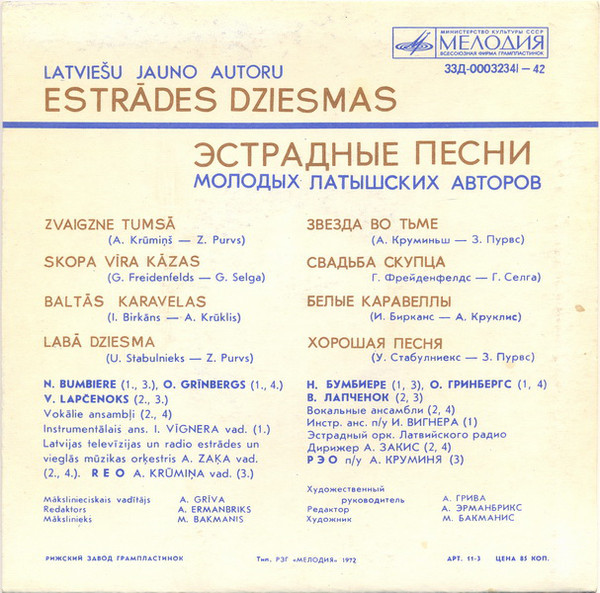 МИНИСТЕРСТВО КУЛЬТУРЫ СССР
МЕЛОДИЯ
ВСЕСОЮЗНАЯ ФИРМА ГРАМПЛАСТИНОК
33Д-00032341-42
LATVIEŠU JAUNO AUTORU
ESTRĀDES DZIESMAS
ЭСТРАДНЫЕ ПЕСНИ
МОЛОДЫХ ЛАТЫШСКИХ АВТОРОВ
ZVAIGZNE TUMSĀ
(A. Krūmiņš — Z. Purvs)
SKOPA VĪRA KĀZAS
(G. Freidenfelds — G. Selga)
BALTĀS KARAVELAS
(I. Birkāns — A. Krūklis)
LABĀ DZIESMA
(U. Stabulnieks — Z. Purvs)
N. BUMBIERE (1., 3.), O. GRĪNBERGS (1., 4.)
V. LAPČENOKS (2., 3.)
Vokālie ansambļi (2., 4)
Instrumentālais ans. I. VĪGNERA vad. (1.)
Latvijas televīzijas un radio estrādes un
vieglās mūzikas orķestris A. ZAĶA vad.
(2., 4.). REO A. KRŪMIŅA vad. (3.)
Mākslinieciskais vadītājs A. GRĪVA
Redaktors A. ERMANBRIKS
Mākslinieks M. BAKMANIS
ЗВЕЗДА ВО ТЬМЕ
(А. Круминьш — З. Пурвс)
СВАДЬБА СКУПЦА
Г. Фрейденфелдс — Г. Селга)
БЕЛЫЕ КАРАВЕЛЛЫ
(И. Бирканс — А. Круклис)
ХОРОШАЯ ПЕСНЯ
(У. Стабулниекс — З. Пурвс)
Н. БУМБИЕРЕ (1, 3), О. ГРИНБЕРГС (1, 4)
В. ЛАПЧЕНОК (2, 3)
Вокальные ансамбли (2, 4)
Инстр. анс. п/у И. ВИГНЕРА (1)
Эстрадный орк. Латвийского радио
Дирижер А. ЗАКИС (2, 4)
РЭО п/у А. КРУМИНЯ (3)
Художественный
руководитель А. ГРИВА
Редактор А. ЭРМАНБРИКС
Художник М. БАКМАНИС
РИЖСКИЙ ЗАВОД ГРАМПЛАСТИНОК Тип. РЗГ «МЕЛОДИЯ» 1972 АРТ. 11-3 ЦЕНА 85 КОП.